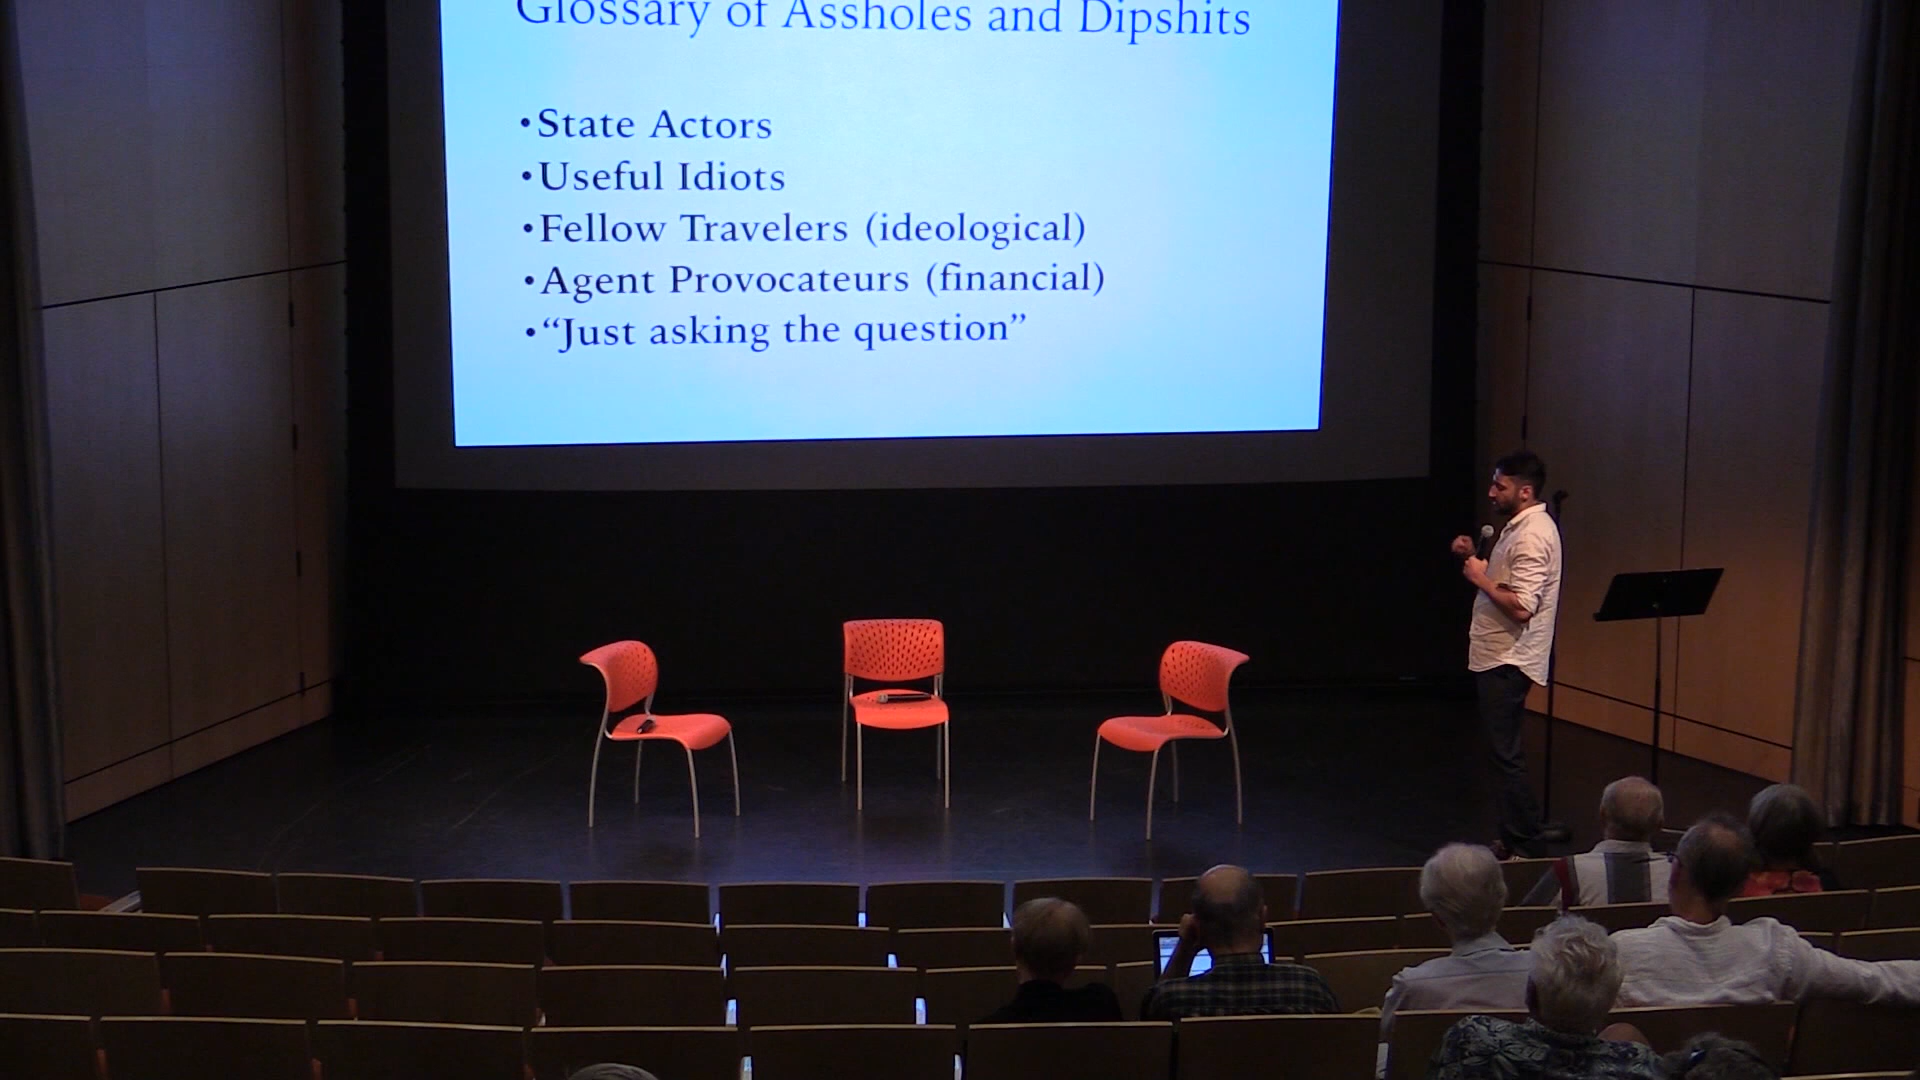 Glossary of Assholes and Dipshits
•State Actors
•Useful Idiots
•Fellow Travelers (ideological)
•Agent Provocateurs (financial)
•“Just asking the question”